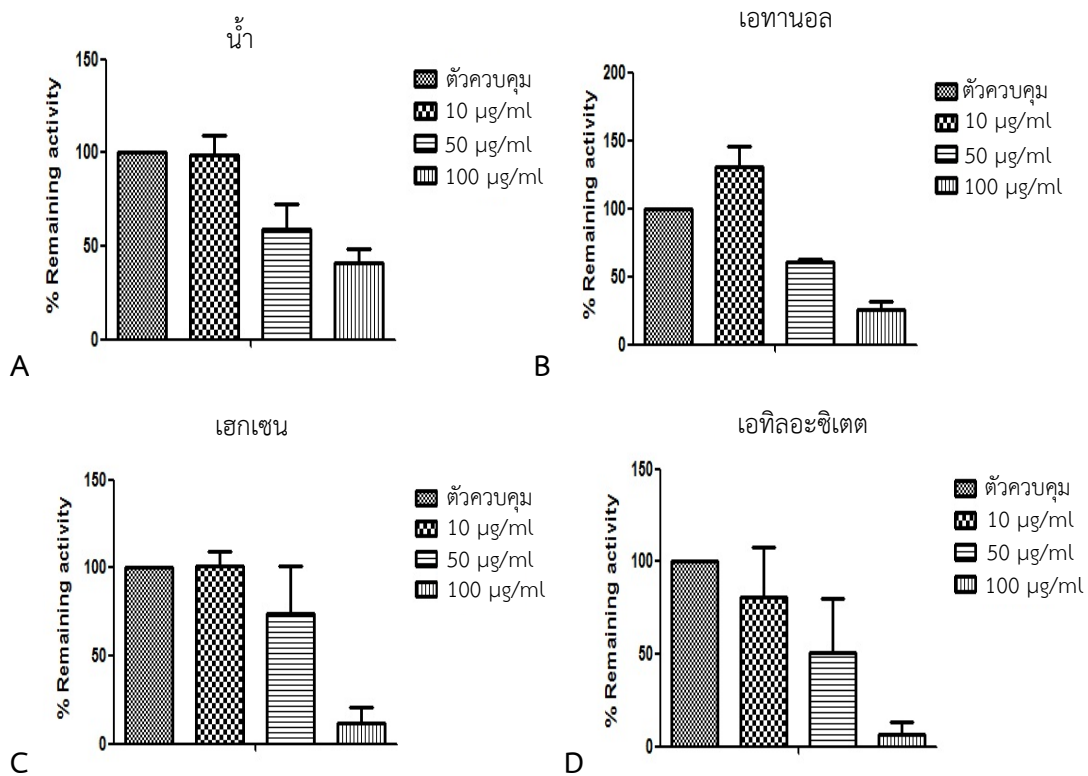 น้ำ
% Remaining activity
150
100
50
0
ตัวควบคุม
10 µg/ml
50 µg/ml
100 µg/ml
A
เอทานอล
% Remaining activity
200
150
100
50
0
ตัวควบคุม
10 µg/ml
50 µg/ml
100 µg/ml
B
เฮกเซน
% Remaining activity
150
100
50
0
ตัวควบคุม
10 µg/ml
50 µg/ml
100 µg/ml
C
เอทิลอะซิเตต
% Remaining activity
150
100
50
0
ตัวควบคุม
10 µg/ml
50 µg/ml
100 µg/ml
D